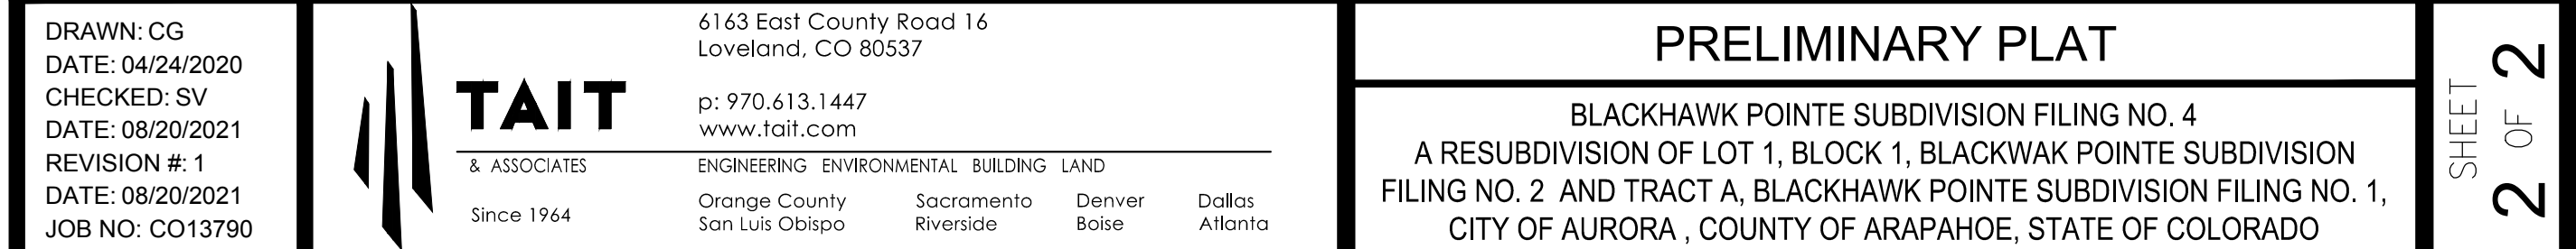 DRAWN: CG
DATE: 04/24/2020
CHECKED: SV
DATE: 08/20/2021
REVISION #: 1
DATE: 08/20/2021
JOB NO: CO13790
TAIT
& ASSOCIATES
Since 1964
6163 East County Road 16
Loveland, CO 80537
p: 970.613.1447
www.tait.com
ENGINEERING ENVIRONMENTAL BUILDING LAND
Orange County Sacramento Denver Dallas
San Luis Obispo Riverside Boise Atlanta
PRELIMINARY PLAT
BLACKHAWK POINTE SUBDIVISION FILING NO. 4
A RESUBDIVISION OF LOT 1, BLOCK 1, BLACKWAK POINTE SUBDIVISION
FILING NO. 2 AND TRACT A, BLACKHAWK POINTE SUBDIVISION FILING NO. 1,
CITY OF AURORA , COUNTY OF ARAPAHOE, STATE OF COLORADO
SHEET
2 OF 2